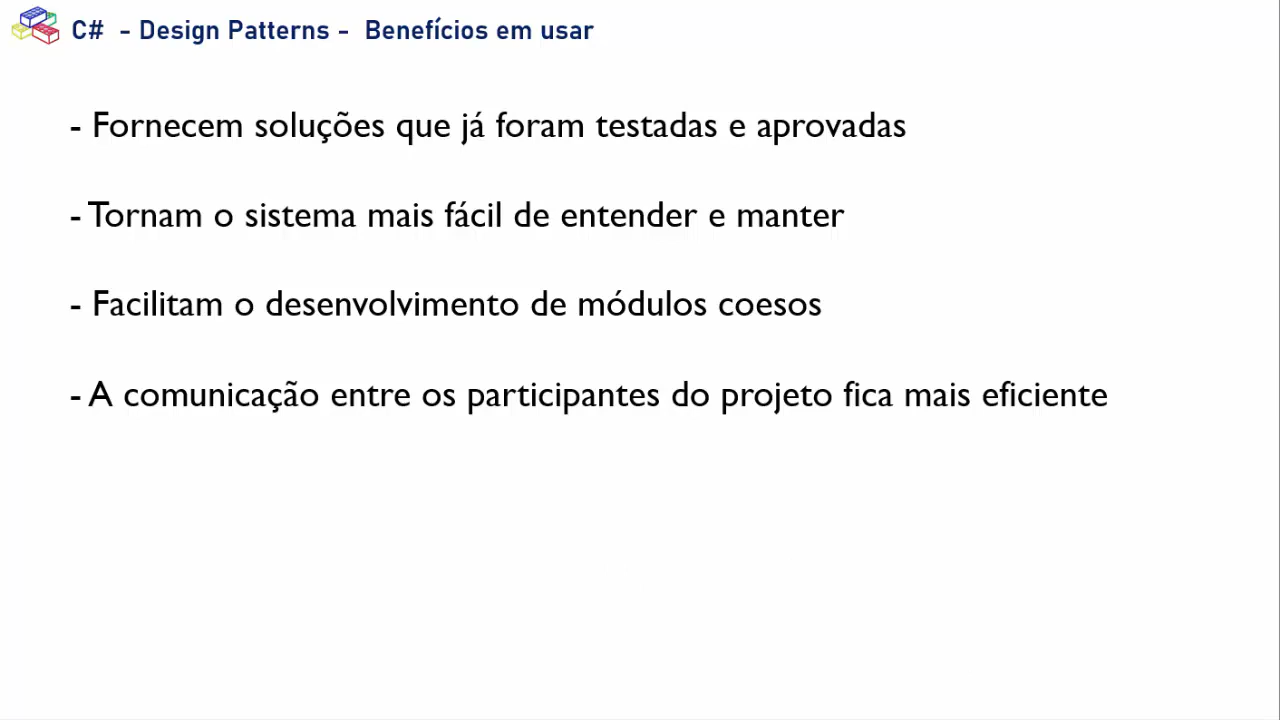 C# - Design Patterns - Benefícios em usar
- Fornecem soluções que já foram testadas e aprovadas
- Tornam o sistema mais fácil de entender e manter
- Facilitam o desenvolvimento de módulos coesos
- A comunicação entre os participantes do projeto fica mais eficiente